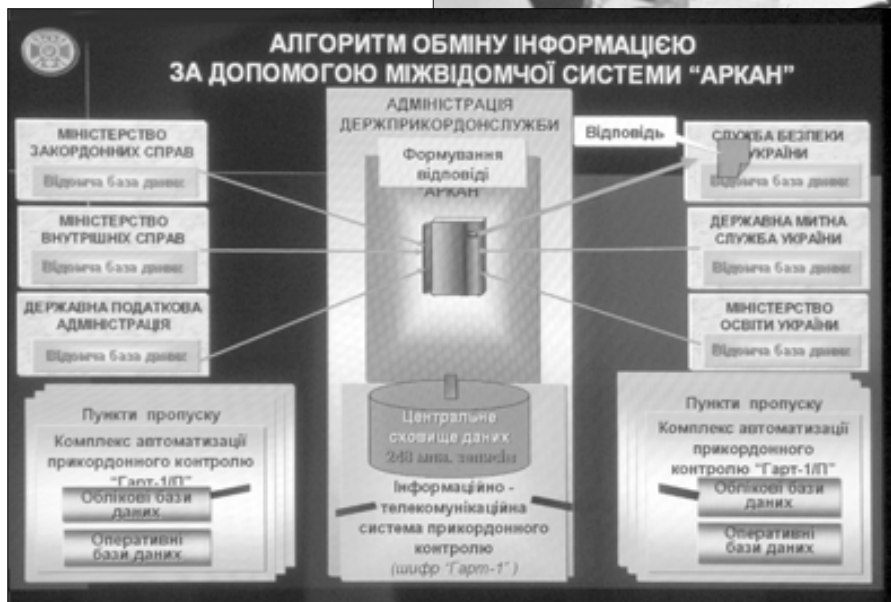 АЛГОРИТМ ОБМІНУ ІНФОРМАЦІЄЮ
ЗА ДОПОМОГОЮ МІЖВІДОМЧОЇ СИСТЕМИ “АРКАН”
МІНІСТЕРСТВО
ЗАКОРДОННИХ СПРАВ
Відомча база даних
МІНІСТЕРСТВО
ВНУТРІШНІХ СПРАВ
Відомча база даних
ДЕРЖАВНА ПОДАТКОВА
АДМІНІСТРАЦІЯ
Відомча база даних
АДМІНІСТРАЦІЯ
ДЕРЖПРИКОРДОНСЛУЖБИ
Формування
відповіді
“АРКАН”
Відповідь
СЛУЖБА БЕЗПЕКИ
УКРАЇНИ
Відомча база даних
ДЕРЖАВНА МИТНА
СЛУЖБА УКРАЇНИ
Відомча база даних
МІНІСТЕРСТВО
ОСВІТИ УКРАЇНИ
Відомча база даних
Пункти пропуску
Комплекс автоматизації
прикордонного контролю
“Гарт-1/П”
Облікові бази
даних
Оперативні
бази даних
Центральне
сховище даних
248 млн. записів
Інформаційно -
телекомунікаційна
система прикордонного
контролю
(шифр “Гарт-1” )
Пункти пропуску
Комплекс автоматизації
прикордонного
контролю “Гарт-1/П”
Облікові бази
даних
Оперативні
бази даних